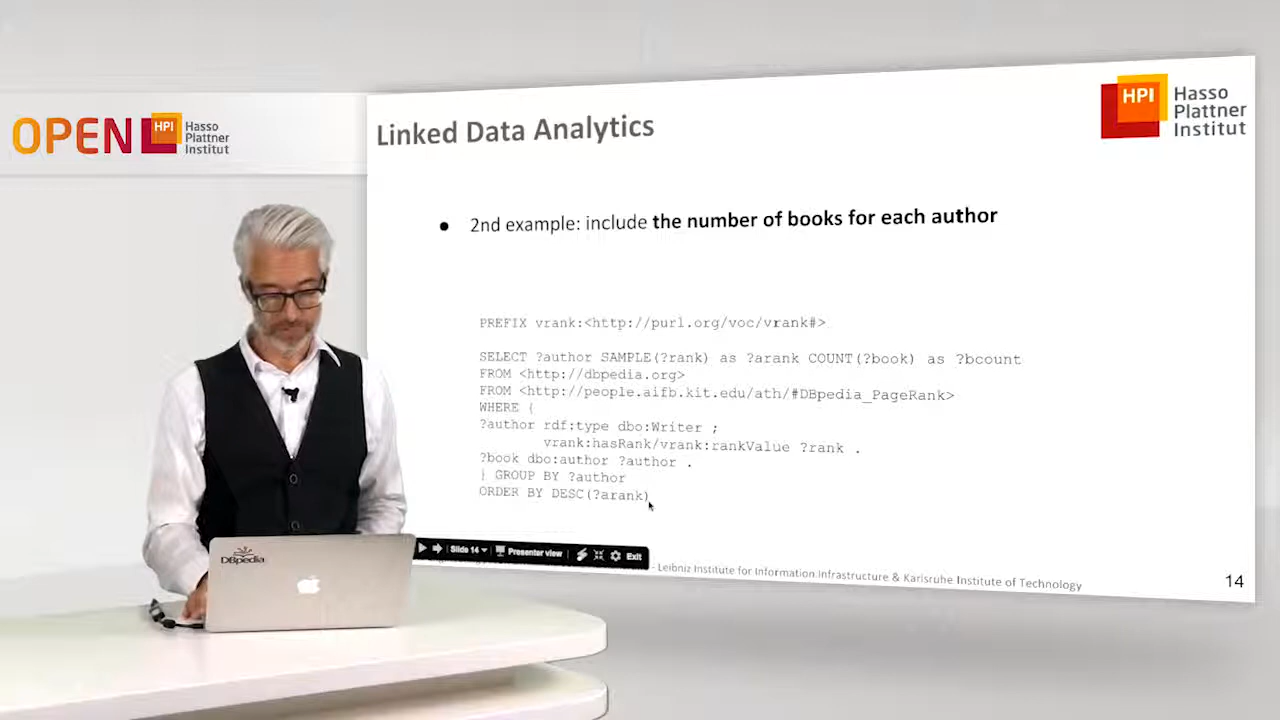 OPEN HPI Hasso
Plattner
Institut
Linked Data Analytics
HPI Hasso
Plattner
Institut
● 2nd example: include the number of books for each author
PREFIX vrank:<http://purl.org/voc/vrank#>
SELECT ?author SAMPLE(?rank) as ?arank COUNT(?book) as ?bcount
FROM <http://dbpedia.org>
FROM <http://people.aifb.kit.edu/ath/#DBpedia_PageRank>
WHERE {
?author rdf:type dbo:Writer ;
vrank:hasRank/vrank:rankValue ?rank .
?book dbo:author ?author .
} GROUP BY ?author
ORDER BY DESC(?arank)
Slide 14 Presenter view Exit
- Leibniz Institute for Information Infrastructure & Karlsruhe Institute of Technology
14
DBpedia